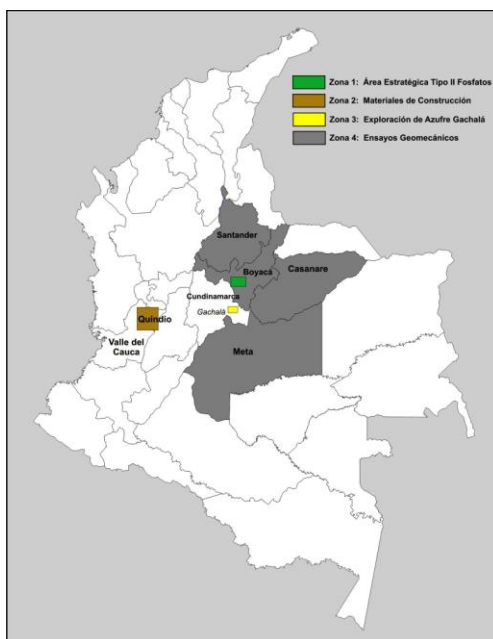 Zona 1: Área Estratégica Tipo II Fosfatos
Zona 2: Materiales de Construcción
Zona 3: Exploración de Azufre Gachalá
Zona 4: Ensayos Geomecánicos
Santander
Boyacá
Casanare
Cundinamarca
Gachalá
Quindío
Valle del
Cauca
Meta